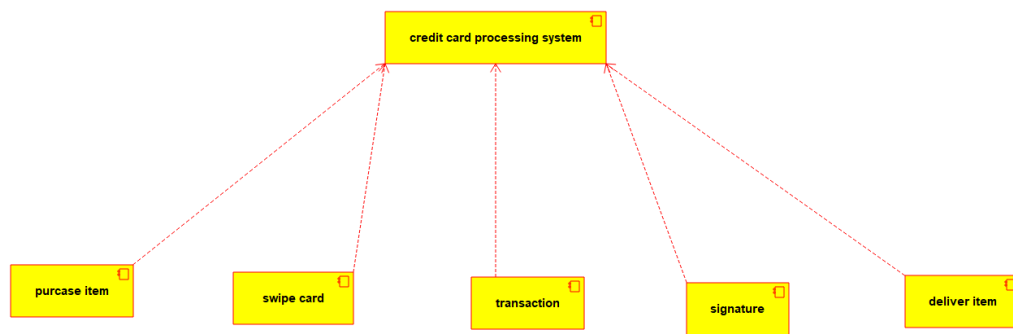 credit card processing system
purcase item
swipe card
transaction
signature
deliver item